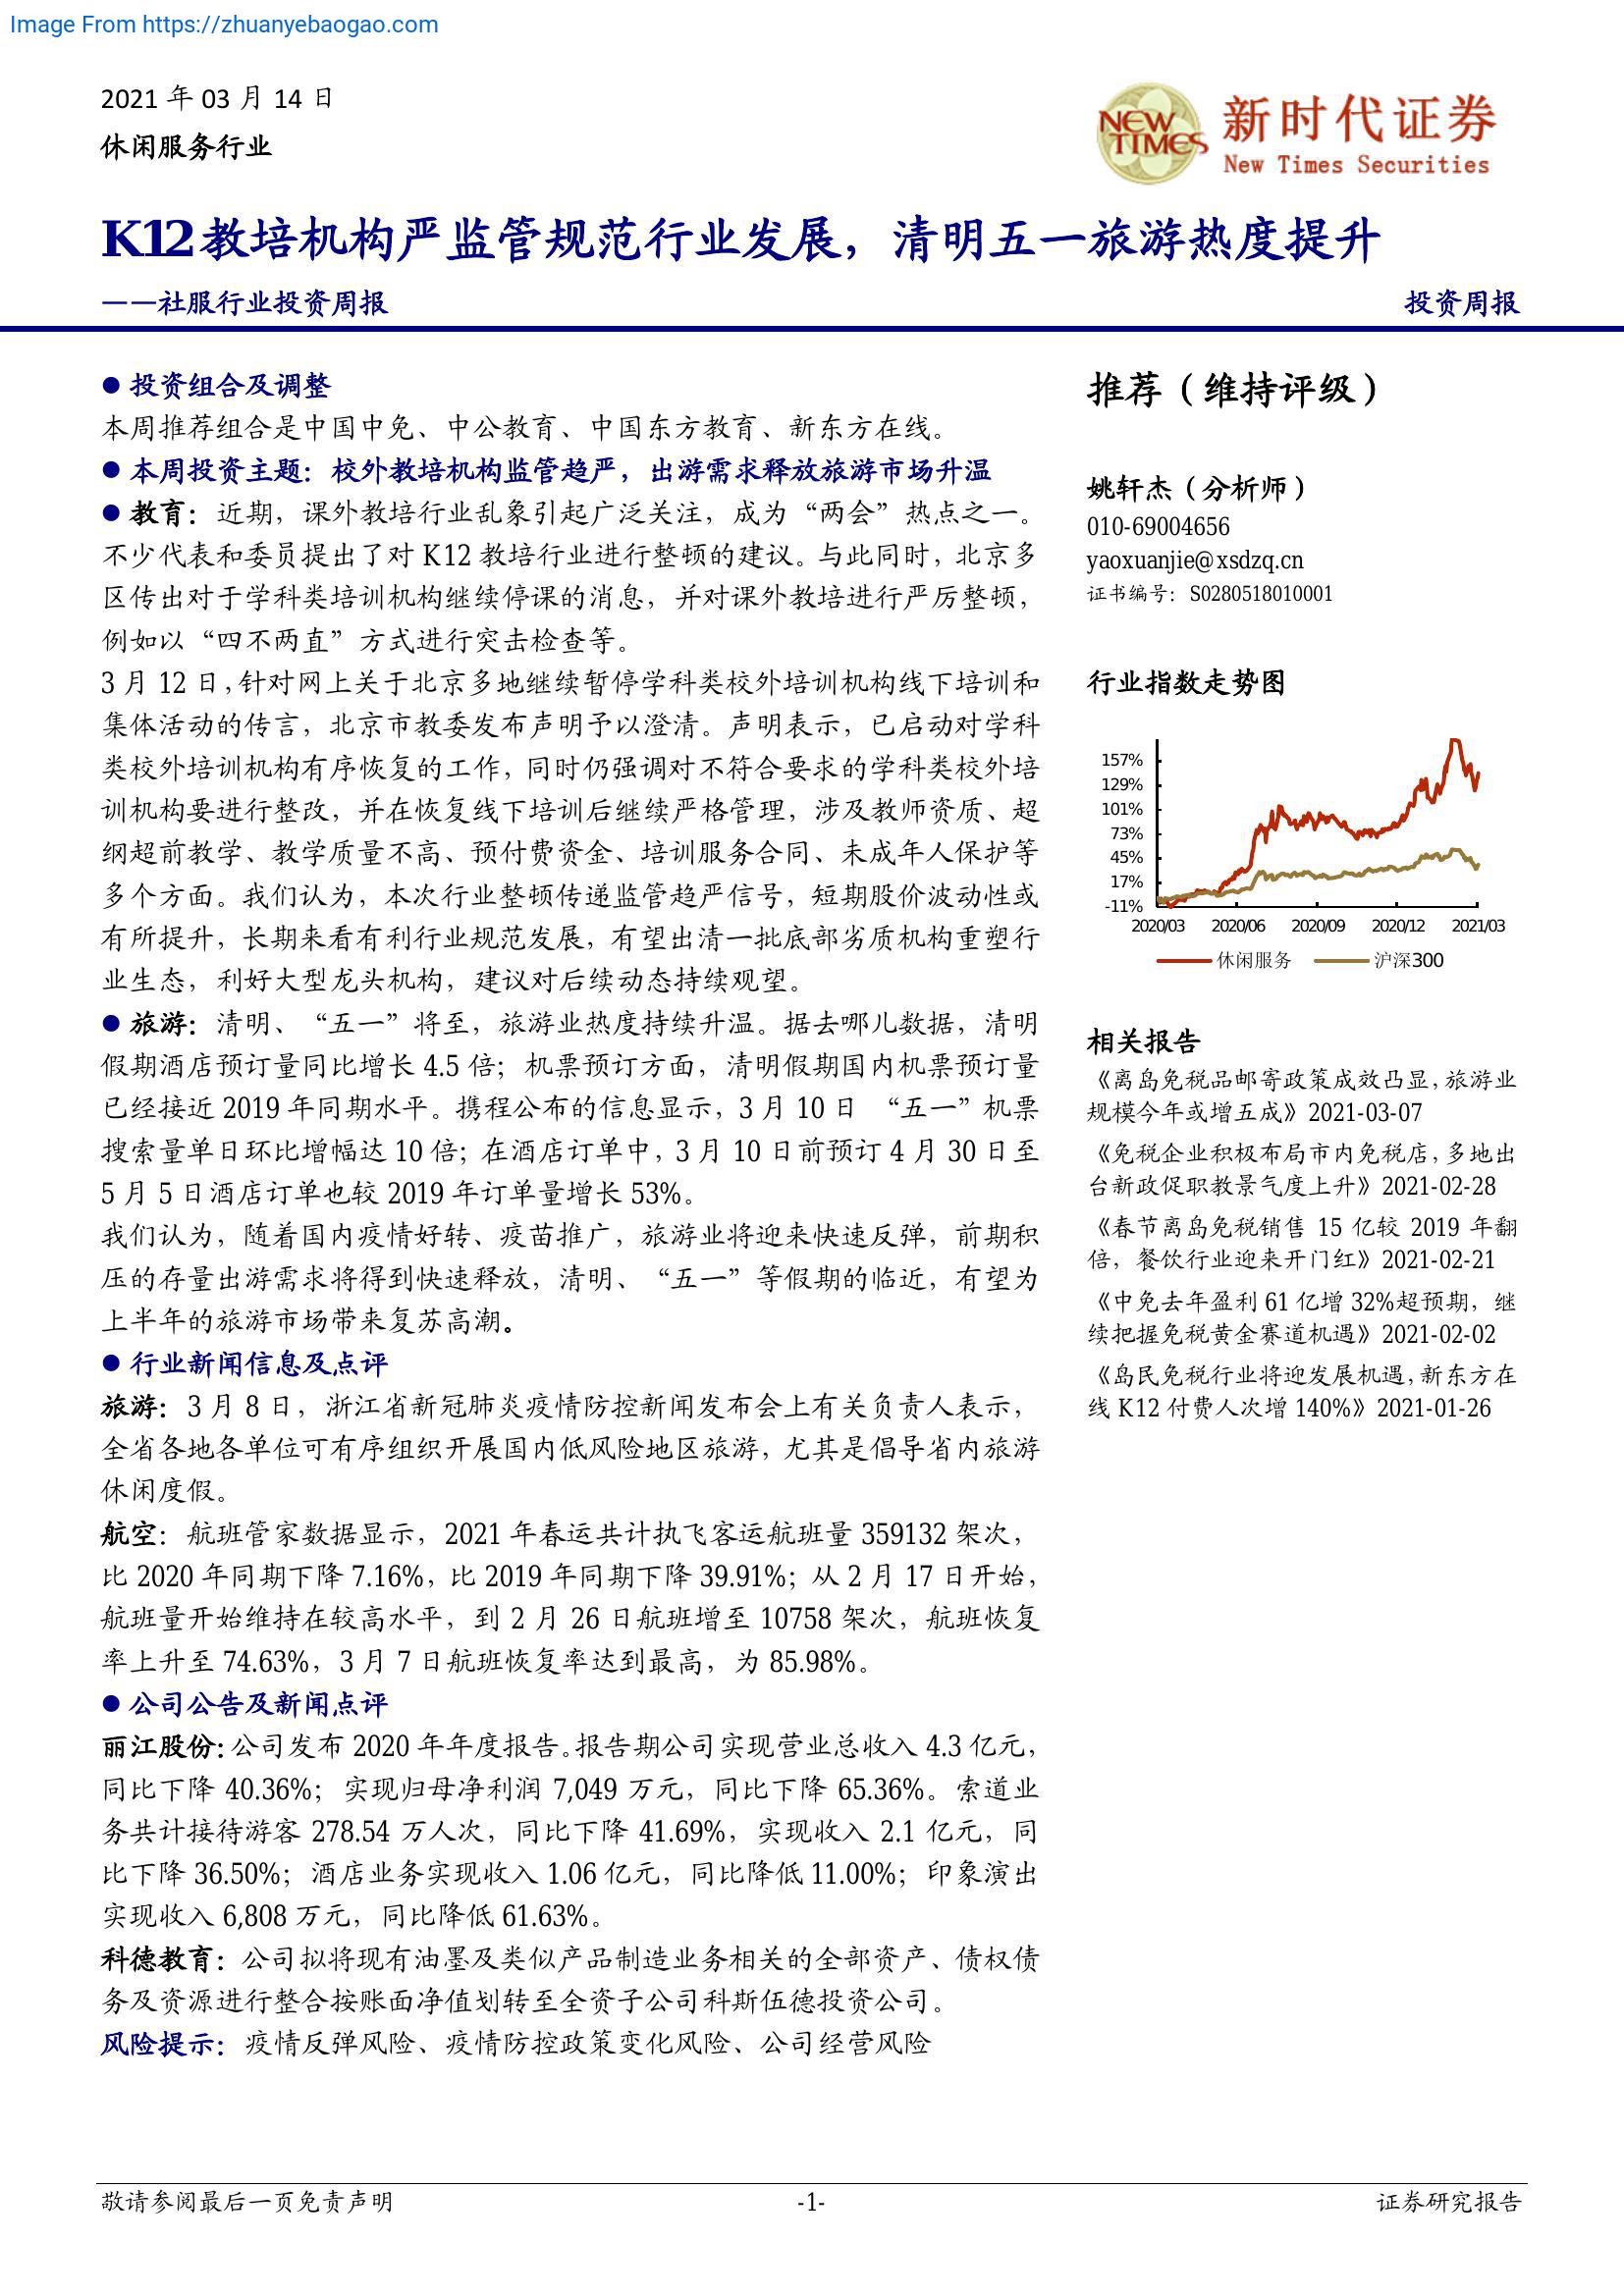 Image From https://zhuanyebaogao.com
2021 年 03 月 14 日
休闲服务行业
NEW TIMES
新时代证券
New Times Securities
K12教培机构严监管规范行业发展，清明五一旅游热度提升
——社服行业投资周报
投资周报
● 投资组合及调整
本周推荐组合是中国中免、中公教育、中国东方教育、新东方在线。
● 本周投资主题：校外教培机构监管趋严，出游需求释放旅游市场升温
● 教育：近期，课外教培行业乱象引起广泛关注，成为“两会”热点之一。
不少代表和委员提出了对 K12 教培行业进行整顿的建议。与此同时，北京多
区传出对于学科类培训机构继续停课的消息，并对课外教培进行严厉整顿，
例如以“四不两直”方式进行突击检查等。
3 月 12 日，针对网上关于北京多地继续暂停学科类校外培训机构线下培训和
集体活动的传言，北京市教委发布声明予以澄清。声明表示，已启动对学科
类校外培训机构有序恢复的工作，同时仍强调对不符合要求的学科类校外培
训机构要进行整改，并在恢复线下培训后继续严格管理，涉及教师资质、超
纲超前教学、教学质量不高、预付费资金、培训服务合同、未成年人保护等
多个方面。我们认为，本次行业整顿传递监管趋严信号，短期股价波动性或
有所提升，长期来看有利行业规范发展，有望出清一批底部劣质机构重塑行
业生态，利好大型龙头机构，建议对后续动态持续观望。
● 旅游：清明、“五一”将至，旅游业热度持续升温。据去哪儿数据，清明
假期酒店预订量同比增长 4.5 倍；机票预订方面，清明假期国内机票预订量
已经接近 2019 年同期水平。携程公布的信息显示，3 月 10 日 “五一”机票
搜索量单日环比增幅达 10 倍；在酒店订单中，3 月 10 日前预订 4 月 30 日至
5 月 5 日酒店订单也较 2019 年订单量增长 53%。
我们认为，随着国内疫情好转、疫苗推广，旅游业将迎来快速反弹，前期积
压的存量出游需求将得到快速释放，清明、“五一”等假期的临近，有望为
上半年的旅游市场带来复苏高潮。
● 行业新闻信息及点评
旅游：3 月 8 日，浙江省新冠肺炎疫情防控新闻发布会上有关负责人表示，
全省各地各单位可有序组织开展国内低风险地区旅游，尤其是倡导省内旅游
休闲度假。
航空：航班管家数据显示，2021 年春运共计执飞客运航班量 359132 架次，
比 2020 年同期下降 7.16%，比 2019 年同期下降 39.91%；从 2 月 17 日开始，
航班量开始维持在较高水平，到 2 月 26 日航班增至 10758 架次，航班恢复
率上升至 74.63%，3 月 7 日航班恢复率达到最高，为 85.98%。
● 公司公告及新闻点评
丽江股份：公司发布 2020 年年度报告。报告期公司实现营业总收入 4.3 亿元，
同比下降 40.36%；实现归母净利润 7,049 万元，同比下降 65.36%。索道业
务共计接待游客 278.54 万人次，同比下降 41.69%，实现收入 2.1 亿元，同
比下降 36.50%；酒店业务实现收入 1.06 亿元，同比降低 11.00%；印象演出
实现收入 6,808 万元，同比降低 61.63%。
科德教育：公司拟将现有油墨及类似产品制造业务相关的全部资产、债权债
务及资源进行整合按账面净值划转至全资子公司科斯伍德投资公司。
风险提示：疫情反弹风险、疫情防控政策变化风险、公司经营风险
推荐（维持评级）
姚轩杰（分析师）
010-69004656
yaoxuanjie@xsdzq.cn
证书编号：S0280518010001
行业指数走势图
157%
129%
101%
73%
45%
17%
-11%
2020/03 2020/06 2020/09 2020/12 2021/03
休闲服务 沪深300
相关报告
《离岛免税品邮寄政策成效凸显，旅游业
规模今年或增五成》2021-03-07
《免税企业积极布局市内免税店，多地出
台新政促职教景气度上升》2021-02-28
《春节离岛免税销售 15 亿较 2019 年翻
倍，餐饮行业迎来开门红》2021-02-21
《中免去年盈利 61 亿增 32%超预期，继
续把握免税黄金赛道机遇》2021-02-02
《岛民免税行业将迎发展机遇，新东方在
线 K12 付费人次增 140%》2021-01-26
敬请参阅最后一页免责声明
-1-
证券研究报告